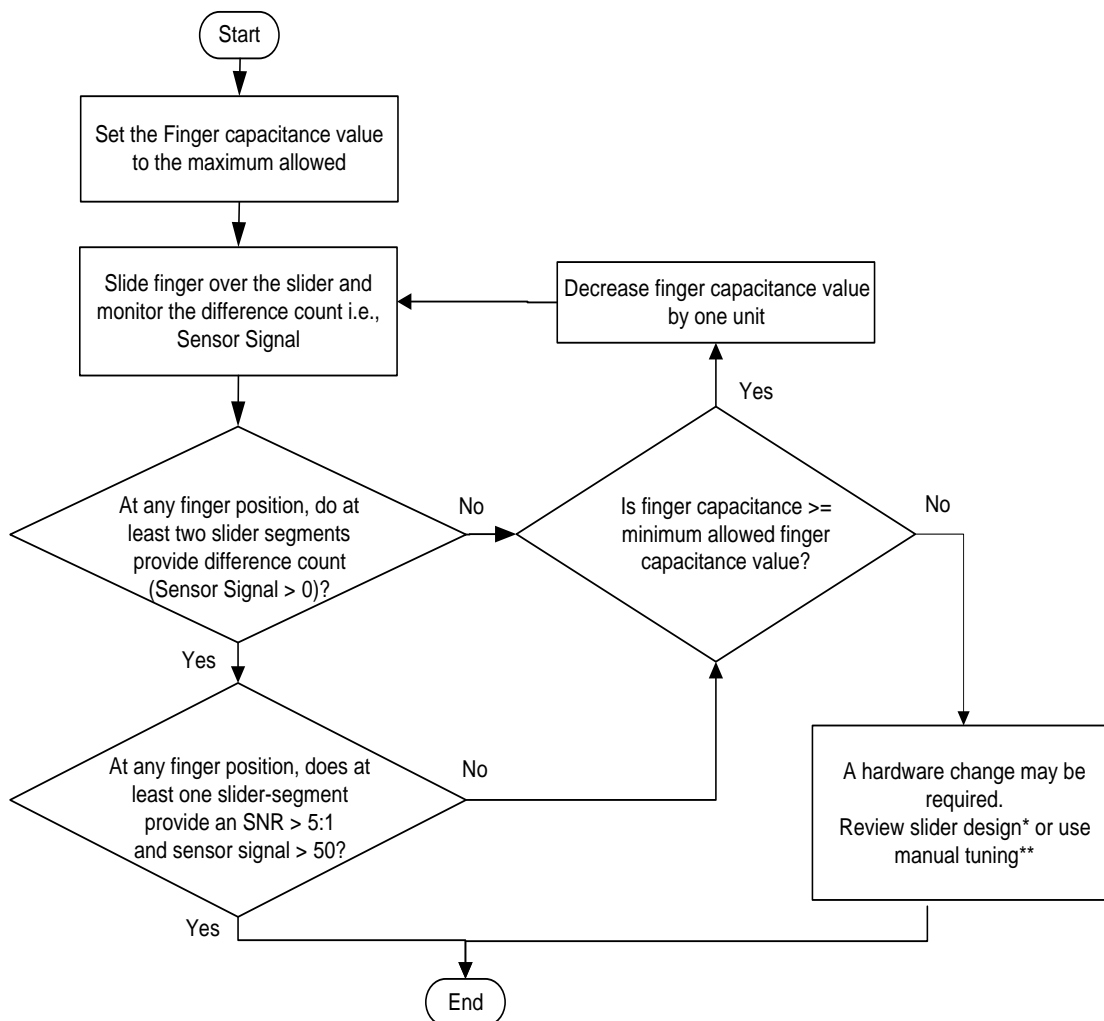 Start
Set the Finger capacitance value
to the maximum allowed
Slide finger over the slider and
monitor the difference count i.e.,
Sensor Signal
Decrease finger capacitance value
by one unit
Yes
At any finger position, do at
least two slider segments
provide difference count
(Sensor Signal > 0)?
No
Is finger capacitance >=
minimum allowed finger
capacitance value?
No
Yes
At any finger position, does at
least one slider-segment
provide an SNR > 5:1
and sensor signal > 50?
No
A hardware change may be
required.
Review slider design* or use
manual tuning**
Yes
End